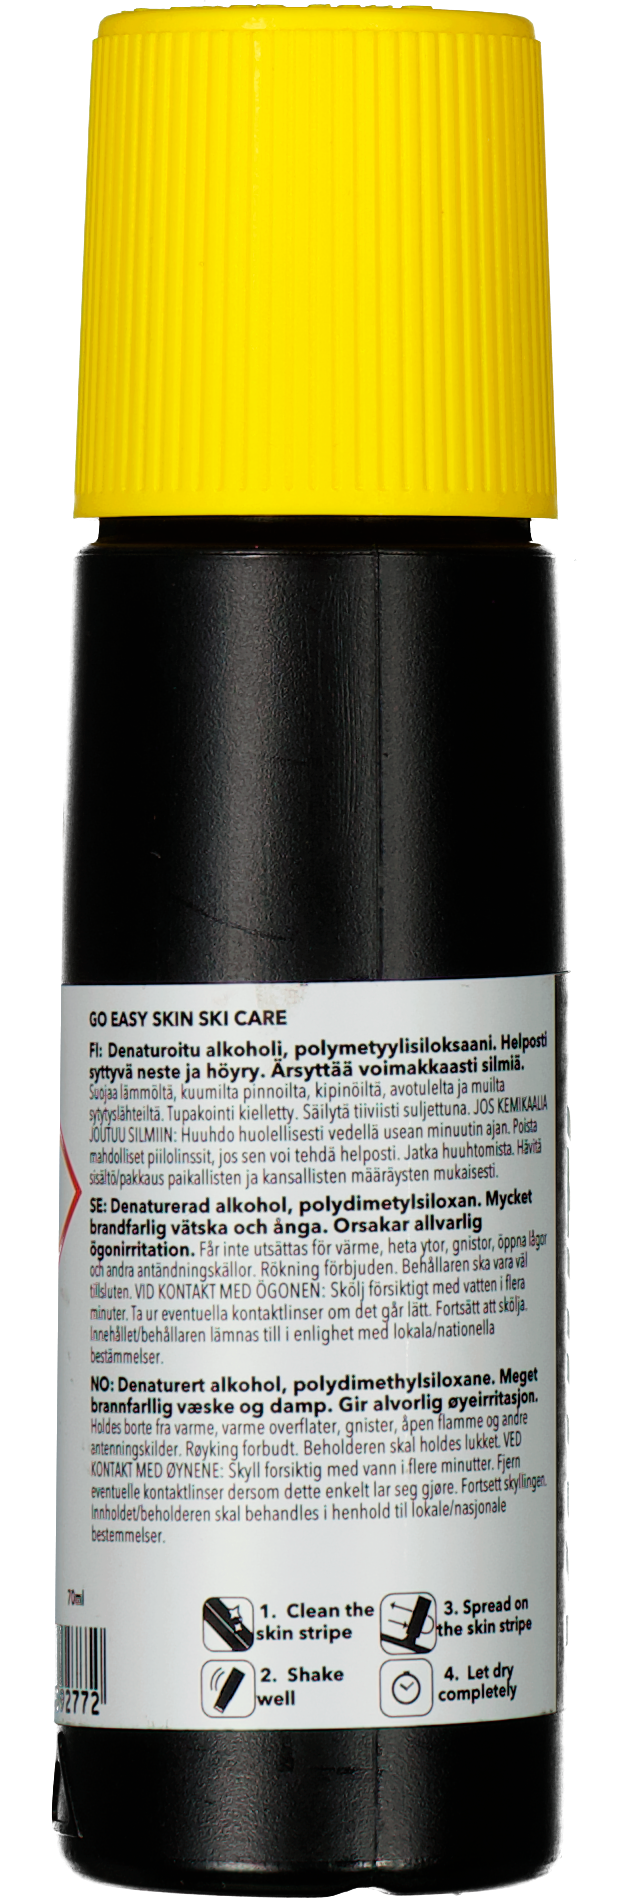 GO EASY SKIN SKI CARE
FI: Denaturoitu alkoholi, polymetyylisiloksaani. Helposti
syttyvä neste ja höyry. Ärsyttää voimakkaasti silmiä.
Suojaa lämmöltä, kuumilta pinnoilta, kipinöiltä, avotulelta ja muilta
sytytyslähteiltä. Tupakointi kielletty. Säilytä tiiviisti suljettuna. JOS KEMIKAALIA
JOUTUU SILMIIN: Huuhdo huolellisesti vedellä usean minuutin ajan. Poista
mahdolliset piilolinssit, jos sen voi tehdä helposti. Jatka huuhtomista. Hävitä
sisältö/pakkaus paikallisten ja kansallisten määräysten mukaisesti.
SE: Denaturerad alkohol, polydimetylsiloxan. Mycket
brandfarlig vätska och ånga. Orsakar allvarlig
ögonirritation. Får inte utsättas för värme, heta ytor, gnistor, öppna lågor
och andra antändningskällor. Rökning förbjuden. Behållaren ska vara väl
tillsluten. VID KONTAKT MED ÖGONEN: Skölj försiktigt med vatten i flera
minuter. Ta ur eventuella kontaktlinser om det går lätt. Fortsätt att skölja.
Innehållet/behållaren lämnas till i enlighet med lokala/nationella
bestämmelser.
NO: Denaturert alkohol, polydimethylsiloxane. Meget
brannfarllig væske og damp. Gir alvorlig øyeirritasjon.
Holdes borte fra varme, varme overflater, gnister, åpen flamme og andre
antenningskilder. Røyking forbudt. Beholderen skal holdes lukket. VED
KONTAKT MED ØYNENE: Skyll forsiktig med vann i flere minutter. Fjern
eventuelle kontaktlinser dersom dette enkelt lar seg gjøre. Fortsett skyllingen.
Innholdet/beholderen skal behandles i henhold til lokale/nasjonale
bestemmelser.
70ml
1. Clean the
skin stripe
2. Shake
well
3. Spread on
the skin stripe
4. Let dry
completely
2772